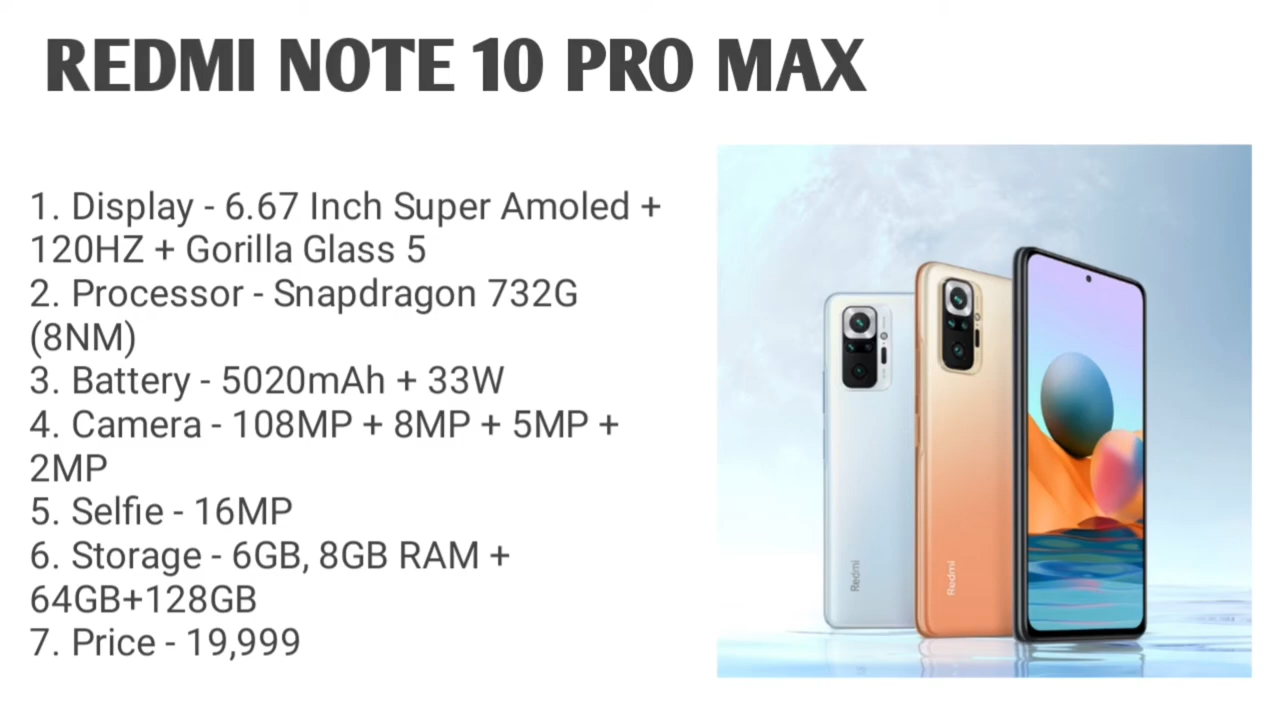 REDMI NOTE 10 PRO MAX
1. Display - 6.67 Inch Super Amoled +
120HZ + Gorilla Glass 5
2. Processor - Snapdragon 732G
(8NM)
3. Battery - 5020mAh + 33W
4. Camera - 108MP + 8MP + 5MP +
2MP
5. Selfie - 16MP
6. Storage - 6GB, 8GB RAM +
64GB+128GB
7. Price - 19,999
Redmi
Redmi